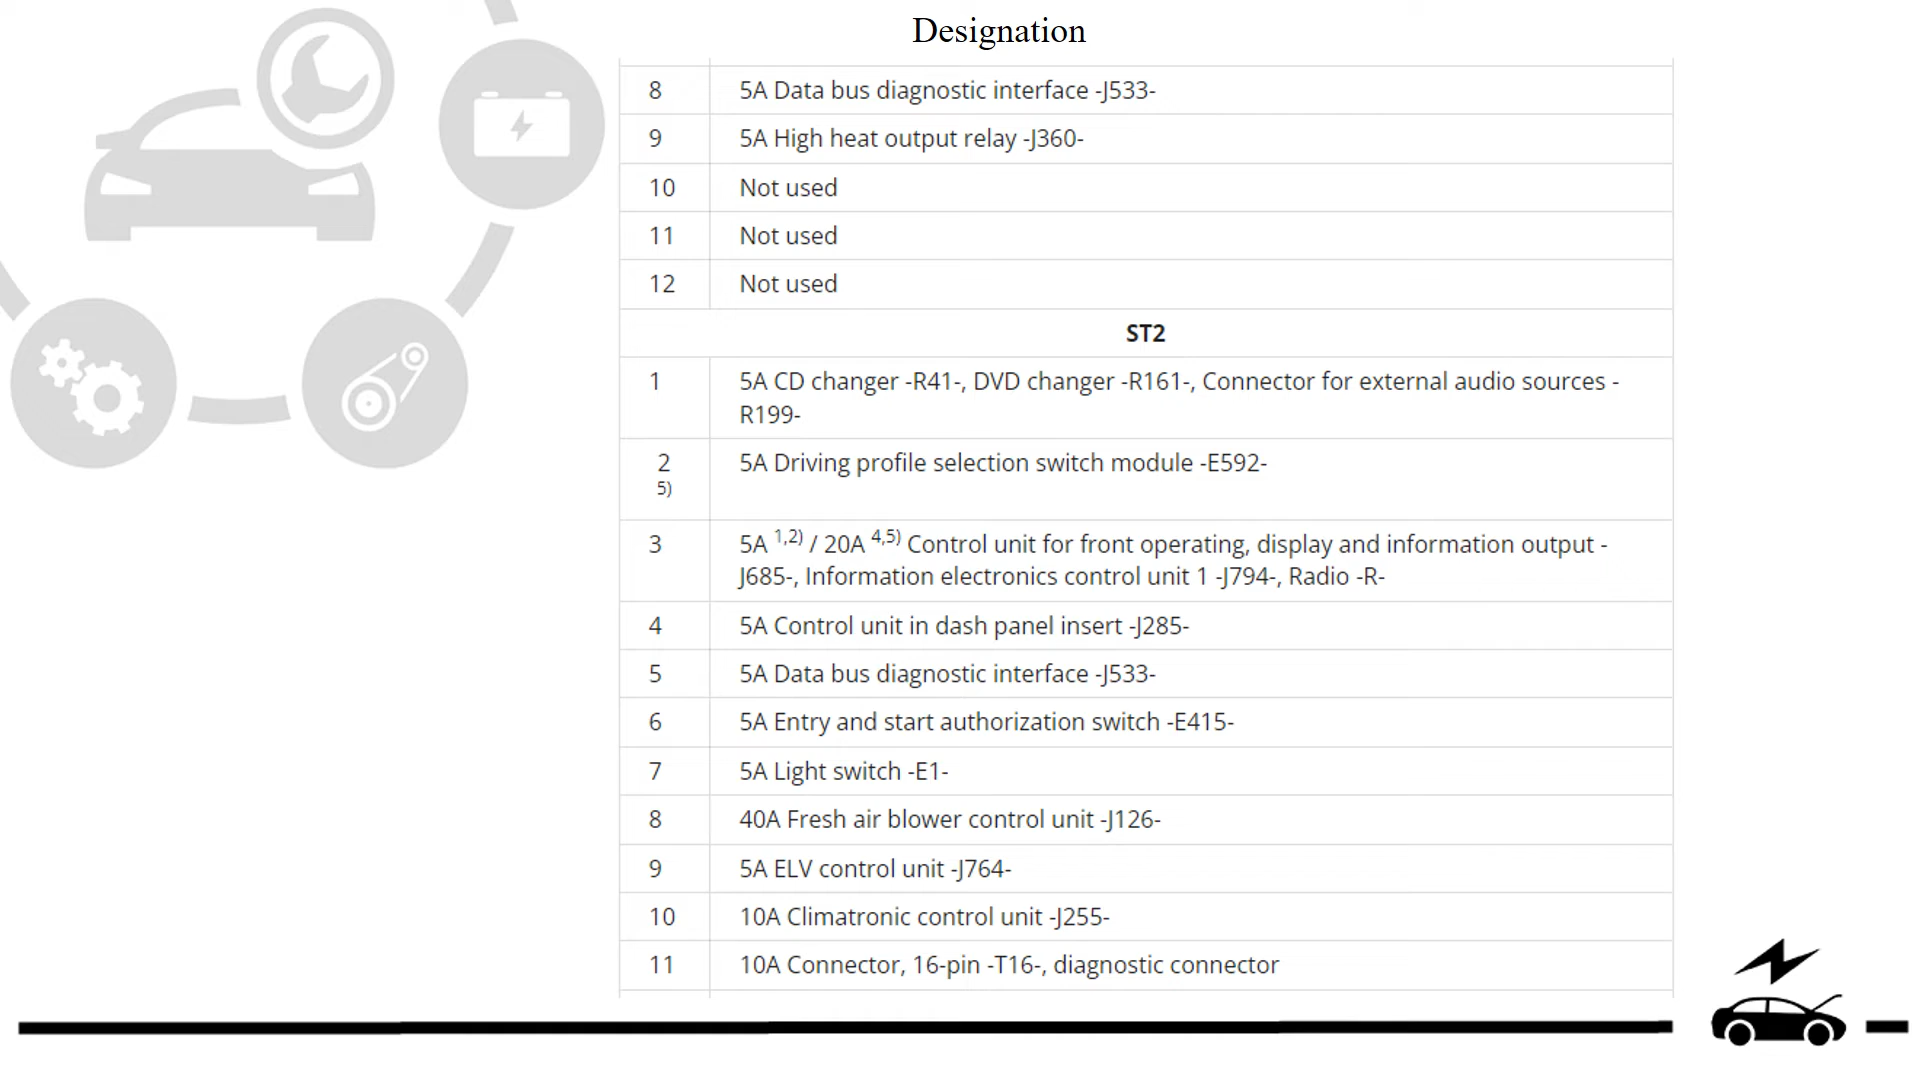 Designation
8 5A Data bus diagnostic interface -J533-
9 5A High heat output relay -J360-
10 Not used
11 Not used
12 Not used
ST2
1 5A CD changer -R41-, DVD changer -R161-, Connector for external audio sources -
R199-
2 5A Driving profile selection switch module -E592-
5)
3 5A 1,2) / 20A 4,5) Control unit for front operating, display and information output -
J685-, Information electronics control unit 1 -J794-, Radio -R-
4 5A Control unit in dash panel insert -J285-
5 5A Data bus diagnostic interface -J533-
6 5A Entry and start authorization switch -E415-
7 5A Light switch -E1-
8 40A Fresh air blower control unit -J126-
9 5A ELV control unit -J764-
10 10A Climatronic control unit -J255-
11 10A Connector, 16-pin -T16-, diagnostic connector